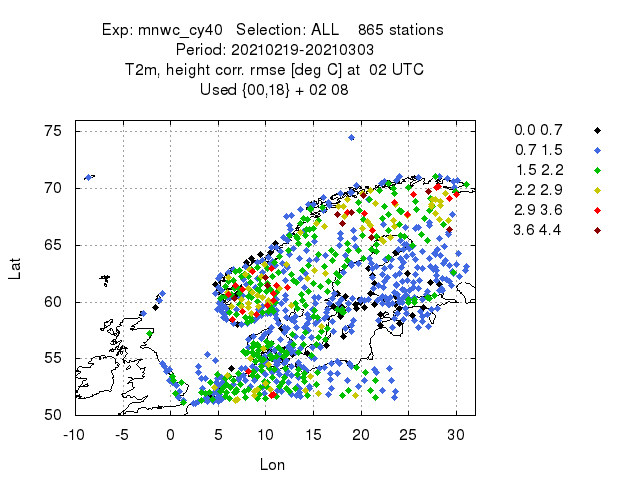 Exp: mnwc_cy40 Selection: ALL 865 stations
Period: 20210219-20210303
T2m, height corr. rmse [deg C] at 02 UTC
Used {00,18} + 02 08
0.0 0.7
0.7 1.5
1.5 2.2
2.2 2.9
2.9 3.6
3.6 4.4
75
70
65
60
55
50
Lat
-10 -5 0 5 10 15 20 25 30
Lon